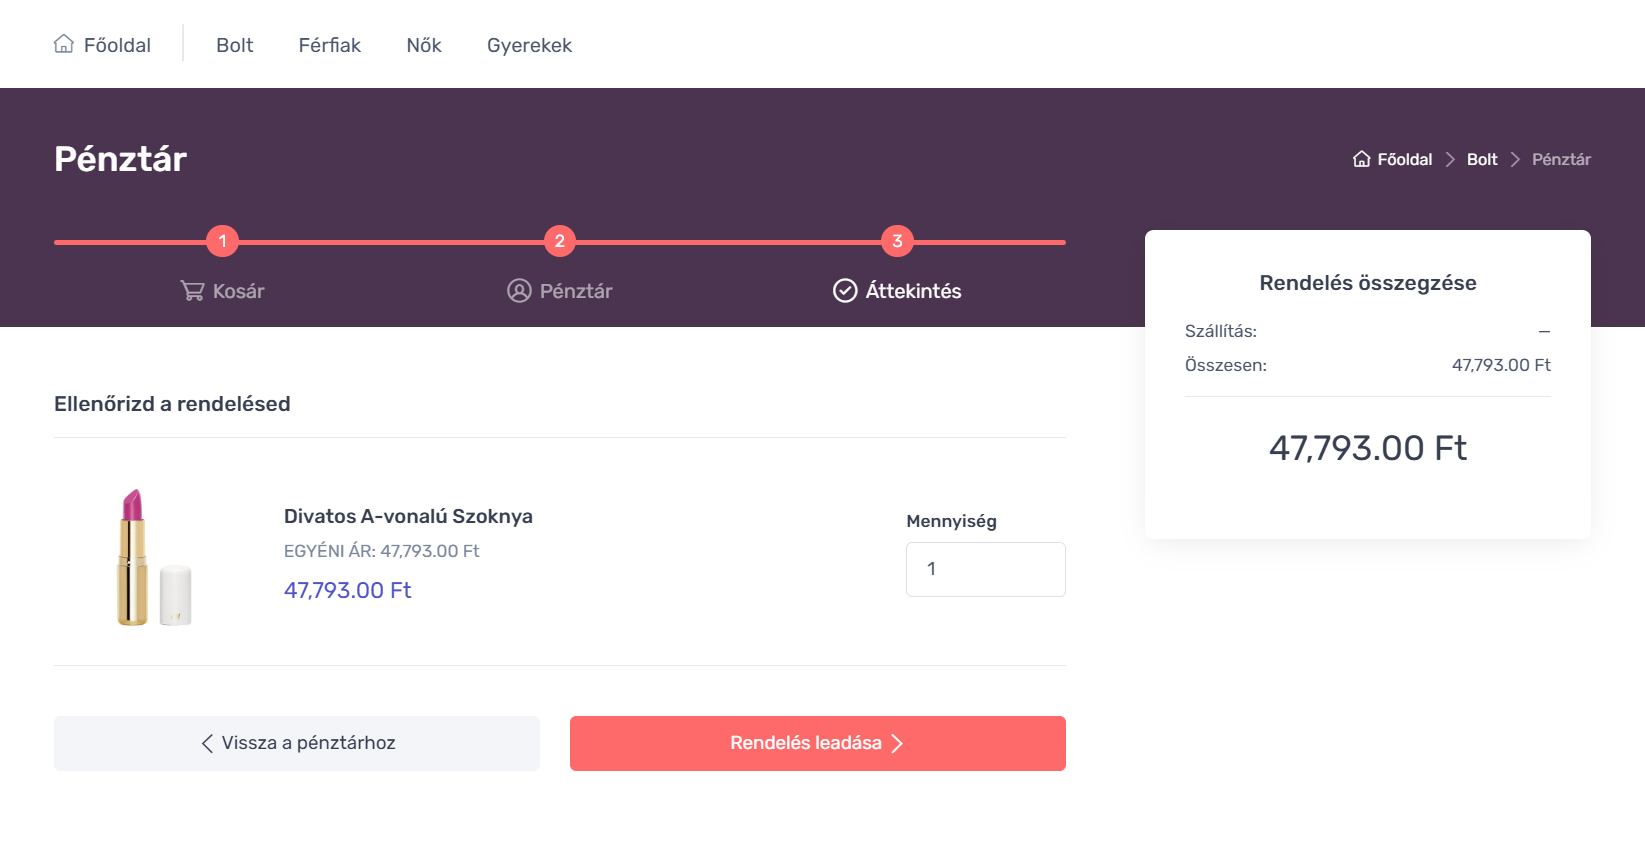 Főoldal
Bolt
Férfiak
Nők
Gyerekek
Pénztár
Főoldal
Bolt
Pénztár
1
2
3
Kosár
Pénztár
Áttekintés
Rendelés összegzése
Szállítás: —
Összesen: 47,793.00 Ft
47,793.00 Ft
Ellenőrizd a rendelésed
Divatos A-vonalú Szoknya
EGYÉNI ÁR: 47,793.00 Ft
47,793.00 Ft
Mennyiség
1
Vissza a pénztárhoz
Rendelés leadása